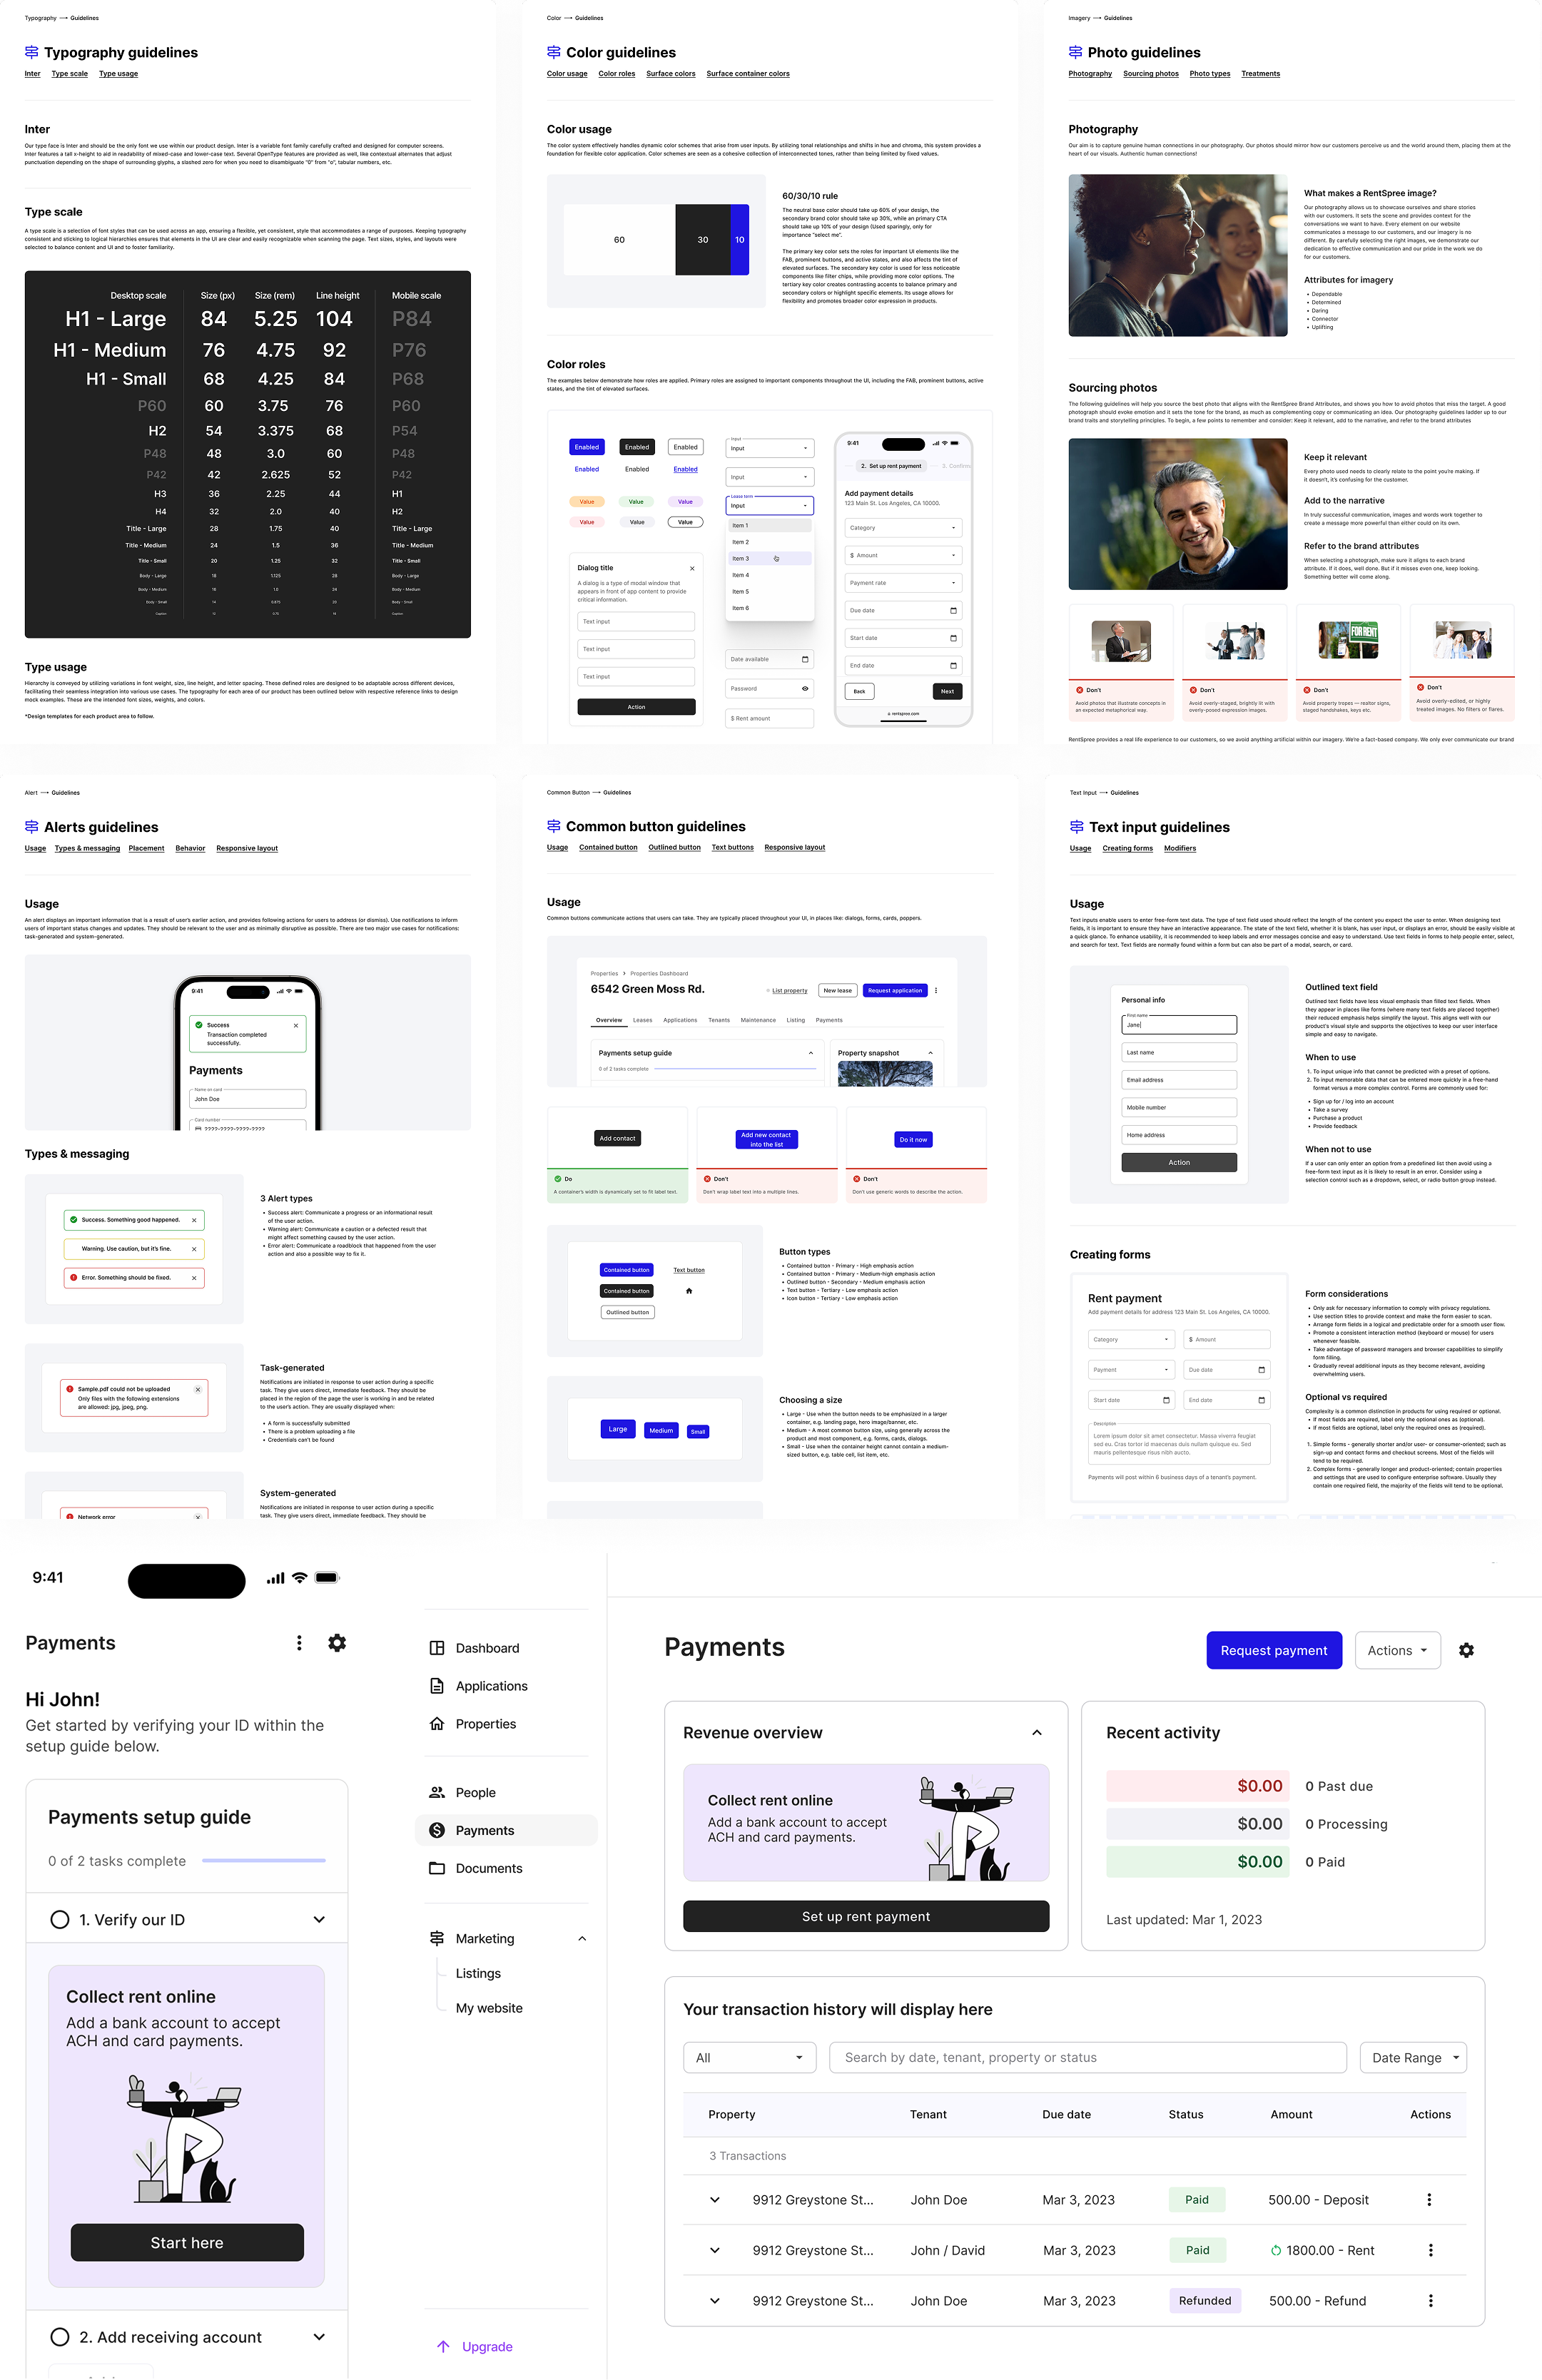 Typography ⟶ Guidelines
Typography guidelines
Inter Type scale Type usage
Inter
Our type face is Inter and should be the only font we use within our product design. Inter is a variable font family carefully crafted and designed for computer screens.
Inter features a tall x-height to aid in readability of mixed-case and lower-case text. Several OpenType features are provided as well, like contextual alternates that adjust
punctuation depending on the shape of surrounding glyphs, a slashed zero for when you need to disambiguate "0" from "o", tabular numbers, etc.
Type scale
A type scale is a selection of font styles that can be used across an app, ensuring a flexible, yet consistent, style that accommodates a range of purposes. Keeping typography
consistent and sticking to logical hierarchies ensures that elements in the UI are clear and easily recognizable when scanning the page. Text sizes, styles, and layouts were
selected to balance content and UI and to foster familiarity.
Desktop scale Size (px) Size (rem) Line height Mobile scale
H1 - Large 84 5.25 104 P84
H1 - Medium 76 4.75 92 P76
H1 - Small 68 4.25 84 P68
P60 60 3.75 76 P60
H2 54 3.375 68 P54
P48 48 3.0 60 P48
P42 42 2.625 52 P42
H3 36 2.25 44 H1
H4 32 2.0 40 H2
Title - Large 28 1.75 40 Title - Large
Title - Medium 24 1.5 36 Title - Medium
Title - Small 20 1.25 32 Title - Small
Body - Large 18 1.125 28 Body - Large
Body - Medium 16 1.0 24 Body - Medium
Body - Small 14 0.875 20 Body - Small
Type usage
Hierarchy is conveyed by utilizing variations in font weight, size, line height, and letter spacing. These defined roles are designed to be adaptable across different devices,
facilitating their seamless integration into various use cases. The typography for each area of our product has been outlined below with respective reference links to design
mock examples. These are the intended font sizes, weights, and colors.
*Design templates for each product area to follow.
Color ⟶ Guidelines
Color guidelines
Color usage Color roles Surface colors Surface container colors
Color usage
The color system effectively handles dynamic color schemes that arise from user inputs. By utilizing tonal relationships and shifts in hue and chroma, this system provides a
foundation for flexible color application. Color schemes are seen as a cohesive collection of interconnected tones, rather than being limited by fixed values.
60 30 10
60/30/10 rule
The neutral base color should take up 60% of your design, the
secondary brand color should take up 30%, while an primary CTA
should take up 10% of your design (Used sparingly, only for
importance "select me".
The primary key color sets the roles for important UI elements like the
FAB, prominent buttons, and active states, and also affects the tint of
elevated surfaces. The secondary key color is used for less noticeable
components like filter chips, while providing more color options. The
tertiary key color creates contrasting accents to balance primary and
secondary colors or highlight specific elements. Its usage allows for
flexibility and promotes broader color expression in products.
Color roles
The examples below demonstrate how roles are applied. Primary roles are assigned to important components throughout the UI, including the FAB, prominent buttons, active
states, and the tint of elevated surfaces.
Enabled Enabled Enabled
Enabled Enabled Enabled
Value Value Value
Value Value Value
Dialog title
A dialog is a type of modal window that
appears in front of app content to provide
critical information.
Text input
Text input
Text input
Action
Input
Input
Input
Lease term
Input
Item 1
Item 2
Item 3
Item 4
Item 5
Item 6
Date available
Password
$ Rent amount
9:41
2. Set up rent payment 3. Confirm
Add payment details
123 Main St. Los Angeles, CA 10000.
Category
$ Amount
Payment rate
Due date
Start date
End date
Back Next
rentspree.com
Imagery ⟶ Guidelines
Photo guidelines
Photography Sourcing photos Photo types Treatments
Photography
Our aim is to capture genuine human connections in our photography. Our photos should mirror how our customers perceive us and the world around them, placing them at the
heart of our visuals. Authentic human connections!
What makes a RentSpree image?
Our photography allows us to showcase ourselves and share stories
with our customers. It sets the scene and provides context for the
conversations we want to have. Every element on our website
communicates a message to our customers, and our imagery is no
different. By carefully selecting the right images, we demonstrate our
dedication to effective communication and our pride in the work we do
for our customers.
Attributes for imagery
• Dependable
• Determined
• Daring
• Connector
• Uplifting
Sourcing photos
The following guidelines will help you source the best photo that aligns with the RentSpree Brand Attributes, and shows you how to avoid photos that miss the target. A good
photograph should evoke emotion and it sets the tone for the brand, as much as complementing copy or communicating an idea. Our photography guidelines ladder up to our
brand traits and storytelling principles. To begin, a few points to remember and consider: Keep it relevant, add to the narrative, and refer to the brand attributes
Keep it relevant
Every photo used needs to clearly relate to the point you're making. If
it doesn't, it's confusing for the customer.
Add to the narrative
In truly successful communication, images and words work together to
create a message more powerful than either could on its own.
Refer to the brand attributes
When selecting a photograph, make sure it aligns to each brand
attribute. If it does, well done. But if it misses even one, keep looking.
Something better will come along.
FOR RENT
Don't
Avoid photos that illustrate concepts in
an expected metaphorical way.
Don't
Avoid overly-staged, brightly lit with
overly-posed expression images.
Don't
Avoid property tropes — realtor signs,
staged handshakes, keys etc.
Don't
Avoid overly-edited, or highly
treated images. No filters or flares.
RentSpree provides a real life experience to our customers, so we avoid anything artificial within our imagery. We're a fact-based company. We only ever communicate our brand
Alert ⟶ Guidelines
Alerts guidelines
Usage Types & messaging Placement Behavior Responsive layout
Usage
An alert displays an important information that is a result of user's earlier action, and provides following actions for users to address (or dismiss). Use notifications to inform
users of important status changes and updates. They should be relevant to the user and as minimally disruptive as possible. There are two major use cases for notifications:
task-generated and system-generated.
9:41
Success
Transaction completed
successfully.
Payments
Name on card
John Doe
Card number
????-????-????-????
Types & messaging
Success. Something good happened.
Warning. Use caution, but it's fine.
Error. Something should be fixed.
3 Alert types
• Success alert: Communicate a progress or an informational result
of the user action.
• Warning alert: Communicate a caution or a defected result that
might affect something caused by the user action.
• Error alert: Communicate a roadblock that happened from the user
action and also a possible way to fix it.
Sample.pdf could not be uploaded
Only files with the following extensions
are allowed: jpg, jpeg, png.
Task-generated
Notifications are initiated in response to user action during a specific
task. They give users direct, immediate feedback. They should be
placed in the region of the page the user is working in and be related
to the user's action. They are usually displayed when:
• A form is successfully submitted
• There is a problem uploading a file
• Credentials can't be found
Network error
System-generated
Notifications are initiated in response to user action during a specific
task. They give users direct, immediate feedback. They should be
Common Button ⟶ Guidelines
Common button guidelines
Usage Contained button Outlined button Text buttons Responsive layout
Usage
Common buttons communicate actions that users can take. They are typically placed throughout your UI, in places like: dialogs, forms, cards, poppers.
Properties > Properties Dashboard
6542 Green Moss Rd.
List property New lease Request application
Overview Leases Applications Tenants Maintenance Listing Payments
Payments setup guide
0 of 2 tasks complete
Property snapshot
Add contact
Do
A container's width is dynamically set to fit label text.
Add new contact
into the list
Don't
Don't wrap label text into a multiple lines.
Do it now
Don't
Don't use generic words to describe the action.
Contained button Text button
Contained button
Outlined button
Button types
• Contained button - Primary - High emphasis action
• Contained button - Primary - Medium-high emphasis action
• Outlined button - Secondary - Medium emphasis action
• Text button - Tertiary - Low emphasis action
• Icon button - Tertiary - Low emphasis action
Large Medium Small
Choosing a size
• Large - Use when the button needs to be emphasized in a larger
container, e.g. landing page, hero image/banner, etc.
• Medium - A most common button size, using generally across the
product and most component, e.g. forms, cards, dialogs.
• Small - Use when the container height cannot contain a medium-
sized button, e.g. table cell, list item, etc.
Text Input ⟶ Guidelines
Text input guidelines
Usage Creating forms Modifiers
Usage
Text inputs enable users to enter free-form text data. The type of text field used should reflect the length of the content you expect the user to enter. When designing text
fields, it is important to ensure they have an interactive appearance. The state of the text field, whether it is blank, has user input, or displays an error, should be easily visible at
a quick glance. To enhance usability, it is recommended to keep labels and error messages concise and easy to understand. Use text fields in forms to help people enter, select,
and search for text. Text fields are normally found within a form but can also be part of a modal, search, or card.
Personal info
First name
Jane
Last name
Email address
Mobile number
Home address
Action
Outlined text field
Outlined text fields have less visual emphasis than filled text fields. When
they appear in places like forms (where many text fields are placed together)
their reduced emphasis helps simplify the layout. This aligns well with our
product's visual style and supports the objectives to keep our user interface
simple and easy to navigate.
When to use
1. To input unique info that cannot be predicted with a preset of options.
2. To input memorable data that can be entered more quickly in a free-hand
format versus a more complex control. Forms are commonly used for:
• Sign up for / log into an account
• Take a survey
• Purchase a product
• Provide feedback
When not to use
If a user can only enter an option from a predefined list then avoid using a
free-form text input as it is likely to result in an error. Consider using a
selection control such as a dropdown, select, or radio button group instead.
Creating forms
Rent payment
Add payment details for address 123 Main St. Los Angeles, CA 10000.
Category $ Amount
Payment Due date
Start date End date
Description
Lorem ipsum dolor sit amet consectetur. Massa viverra feugiat
sed eu. Cras tortor id maecenas duis nullam quisque eu. Sed
mauris pellentesque risus nibh aucto.
Payments will post within 6 business days of a tenant's payment.
Form considerations
• Only ask for necessary information to comply with privacy regulations.
• Use section titles to provide context and make the form easier to scan.
• Arrange form fields in a logical and predictable order for a smooth user flow.
• Promote a consistent interaction method (keyboard or mouse) for users
whenever feasible.
• Take advantage of password managers and browser capabilities to simplify
form filling.
• Gradually reveal additional inputs as they become relevant, avoiding
overwhelming users.
Optional vs required
Complexity is a common distinction in products for using required or optional.
• If most fields are required, label only the optional ones as (optional).
• If most fields are optional, label only the required ones as (required).
1. Simple forms - generally shorter and/or user- or consumer-oriented; such as
sign-up and contact forms and checkout screens. Most of the fields will
tend to be required.
2. Complex forms - generally longer and product-oriented; contain properties
and settings that are used to configure enterprise software. Usually they
contain one required field, the majority of the fields will tend to be optional.
9:41
Payments
Hi John!
Get started by verifying your ID within the
setup guide below.
Payments setup guide
0 of 2 tasks complete
1. Verify our ID
Collect rent online
Add a bank account to accept
ACH and card payments.
Start here
2. Add receiving account
Dashboard
Applications
Properties
People
Payments
Documents
Marketing
Listings
My website
Upgrade
Payments
Request payment Actions
Revenue overview
Collect rent online
Add a bank account to accept
ACH and card payments.
Set up rent payment
Recent activity
$0.00 0 Past due
$0.00 0 Processing
$0.00 0 Paid
Last updated: Mar 1, 2023
Your transaction history will display here
All Search by date, tenant, property or status Date Range
Property Tenant Due date Status Amount Actions
3 Transactions
9912 Greystone St... John Doe Mar 3, 2023 Paid 500.00 - Deposit
9912 Greystone St... John / David Mar 3, 2023 Paid 1800.00 - Rent
9912 Greystone St... John Doe Mar 3, 2023 Refunded 500.00 - Refund